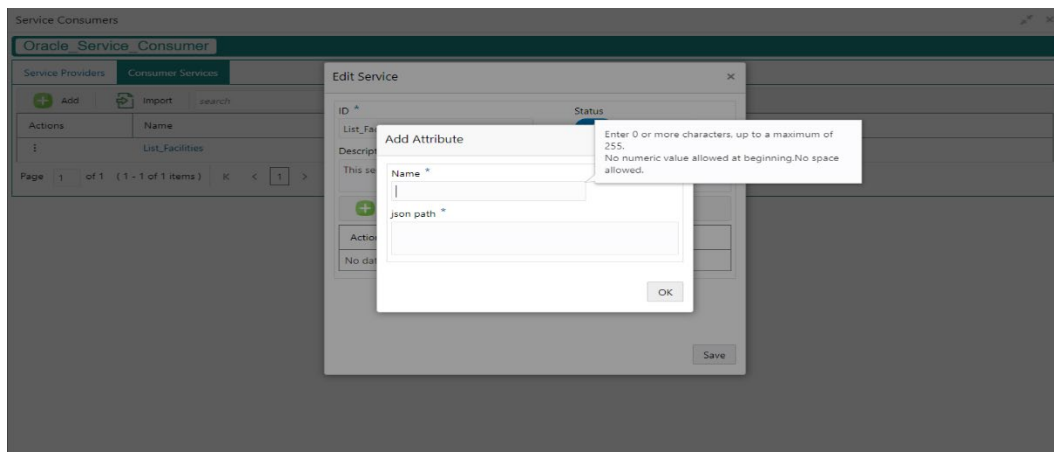 Service Consumers
Oracle_Service_Consumer
Service Providers Consumer Services
Add Import search
Actions Name
List_Facilities
Page 1 of 1 (1 - 1 of 1 items) K < 1 >
Edit Service ×
ID * Status
List_Fa
Descript
This se
Action
No dat
Save
Add Attribute
Name *
json path *
OK
Enter 0 or more characters, up to a maximum of
255.
No numeric value allowed at beginning.No space
allowed.